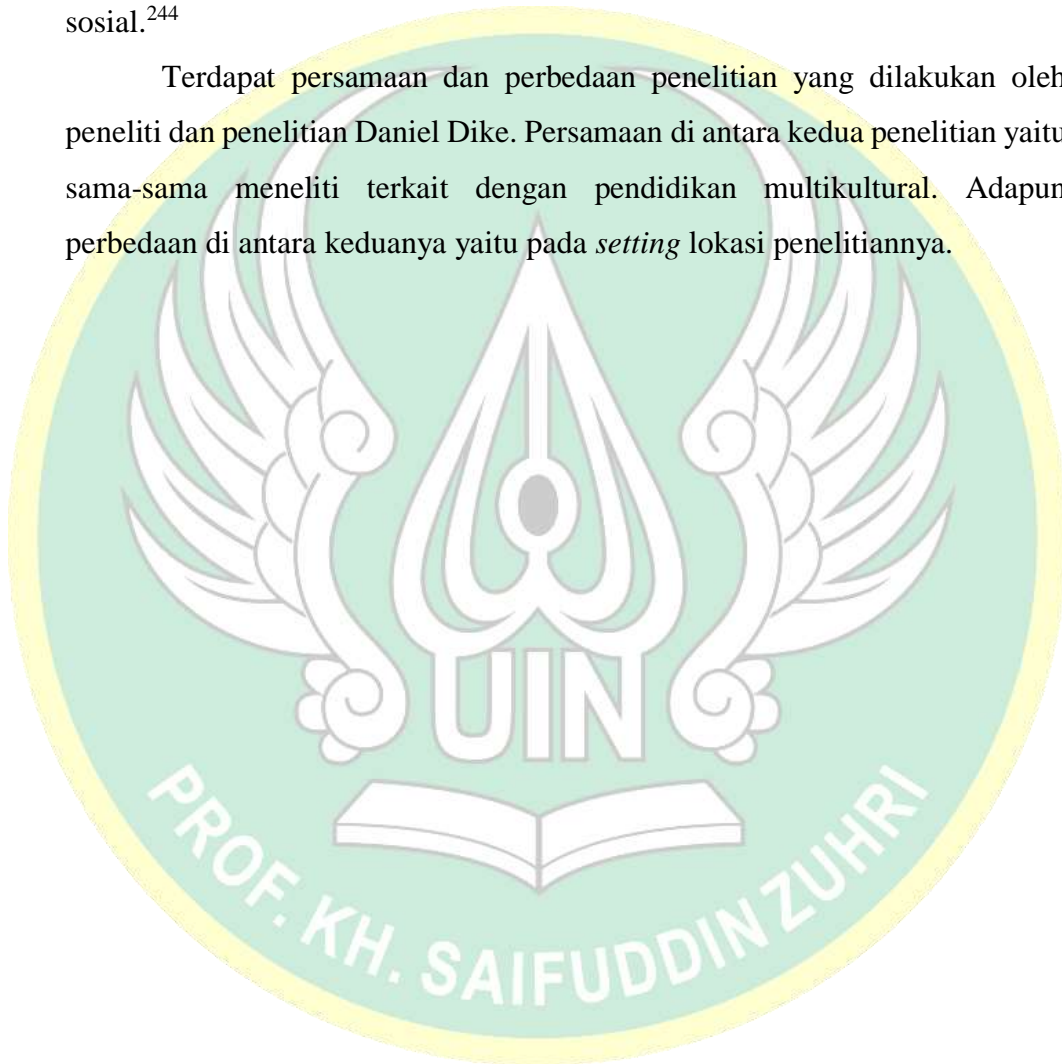 sosial.²⁴⁴
Terdapat persamaan dan perbedaan penelitian yang dilakukan oleh
peneliti dan penelitian Daniel Dike. Persamaan di antara kedua penelitian yaitu
sama-sama meneliti terkait dengan pendidikan multikultural. Adapun
perbedaan di antara keduanya yaitu pada setting lokasi penelitiannya.
UIN
PROF. KH. SAIFUDDIN ZUHRI